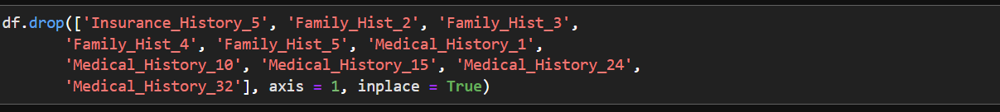 df.drop(['Insurance_History_5', 'Family_Hist_2', 'Family_Hist_3',
'Family_Hist_4', 'Family_Hist_5', 'Medical_History_1',
'Medical_History_10', 'Medical_History_15', 'Medical_History_24',
'Medical_History_32'], axis = 1, inplace = True)